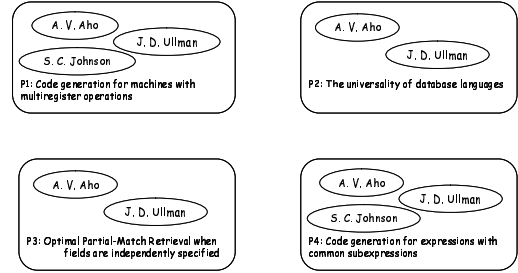 A. V. Aho
J. D. Ullman
S. C. Johnson
P1: Code generation for machines with
multiregister operations
A. V. Aho
J. D. Ullman
P2: The universality of database languages
A. V. Aho
J. D. Ullman
P3: Optimal Partial-Match Retrieval when
fields are independently specified
A. V. Aho
J. D. Ullman
S. C. Johnson
P4: Code generation for expressions with
common subexpressions